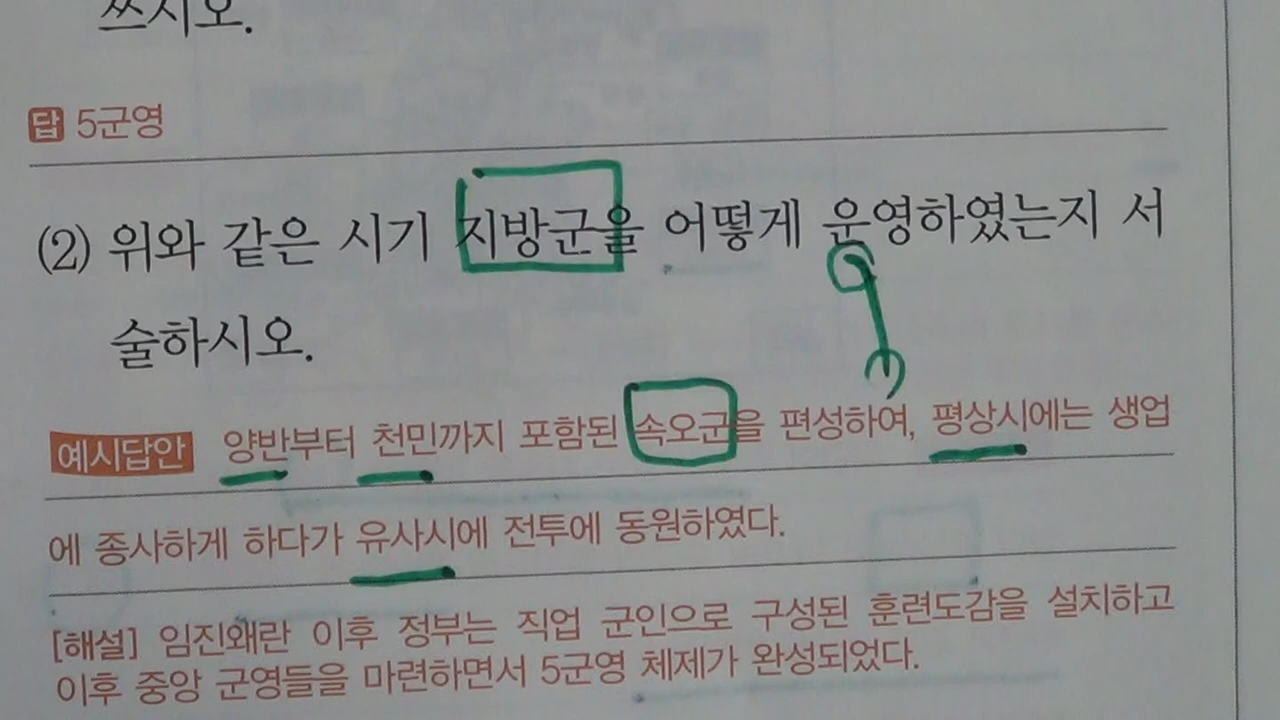 쓰시오.
답 5군영
(2) 위와 같은 시기 지방군을 어떻게 운영하였는지 서
술하시오.
예시답안 양반부터 천민까지 포함된 속오군을 편성하여, 평상시에는 생업
에 종사하게 하다가 유사시에 전투에 동원하였다.
[해설] 임진왜란 이후 정부는 직업 군인으로 구성된 훈련도감을 설치하고
이후 중앙 군영들을 마련하면서 5군영 체제가 완성되었다.